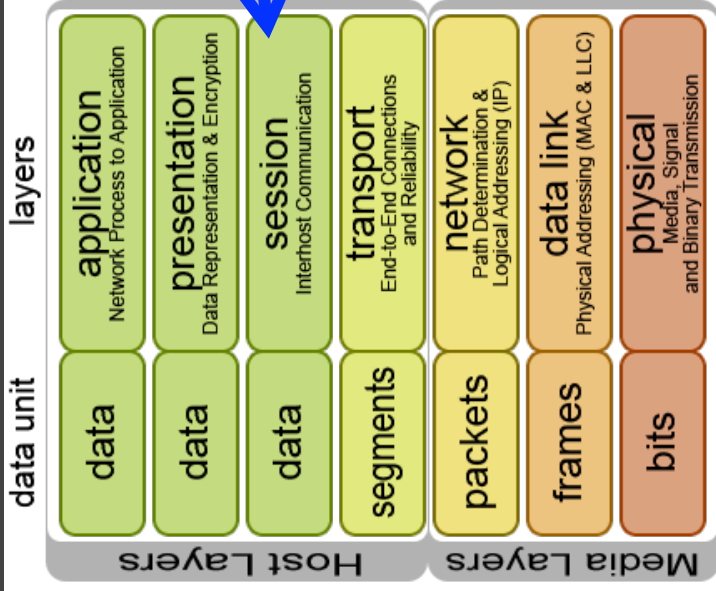 data unit
layers
data
application
Network Process to Application
data
presentation
Data Representation & Encryption
data
session
Interhost Communication
segments
transport
End-to-End Connections
and Reliability
packets
network
Path Determination &
Logical Addressing (IP)
frames
data link
Physical Addressing (MAC & LLC)
bits
physical
Media, Signal
and Binary Transmission
Host Layers
Media Layers